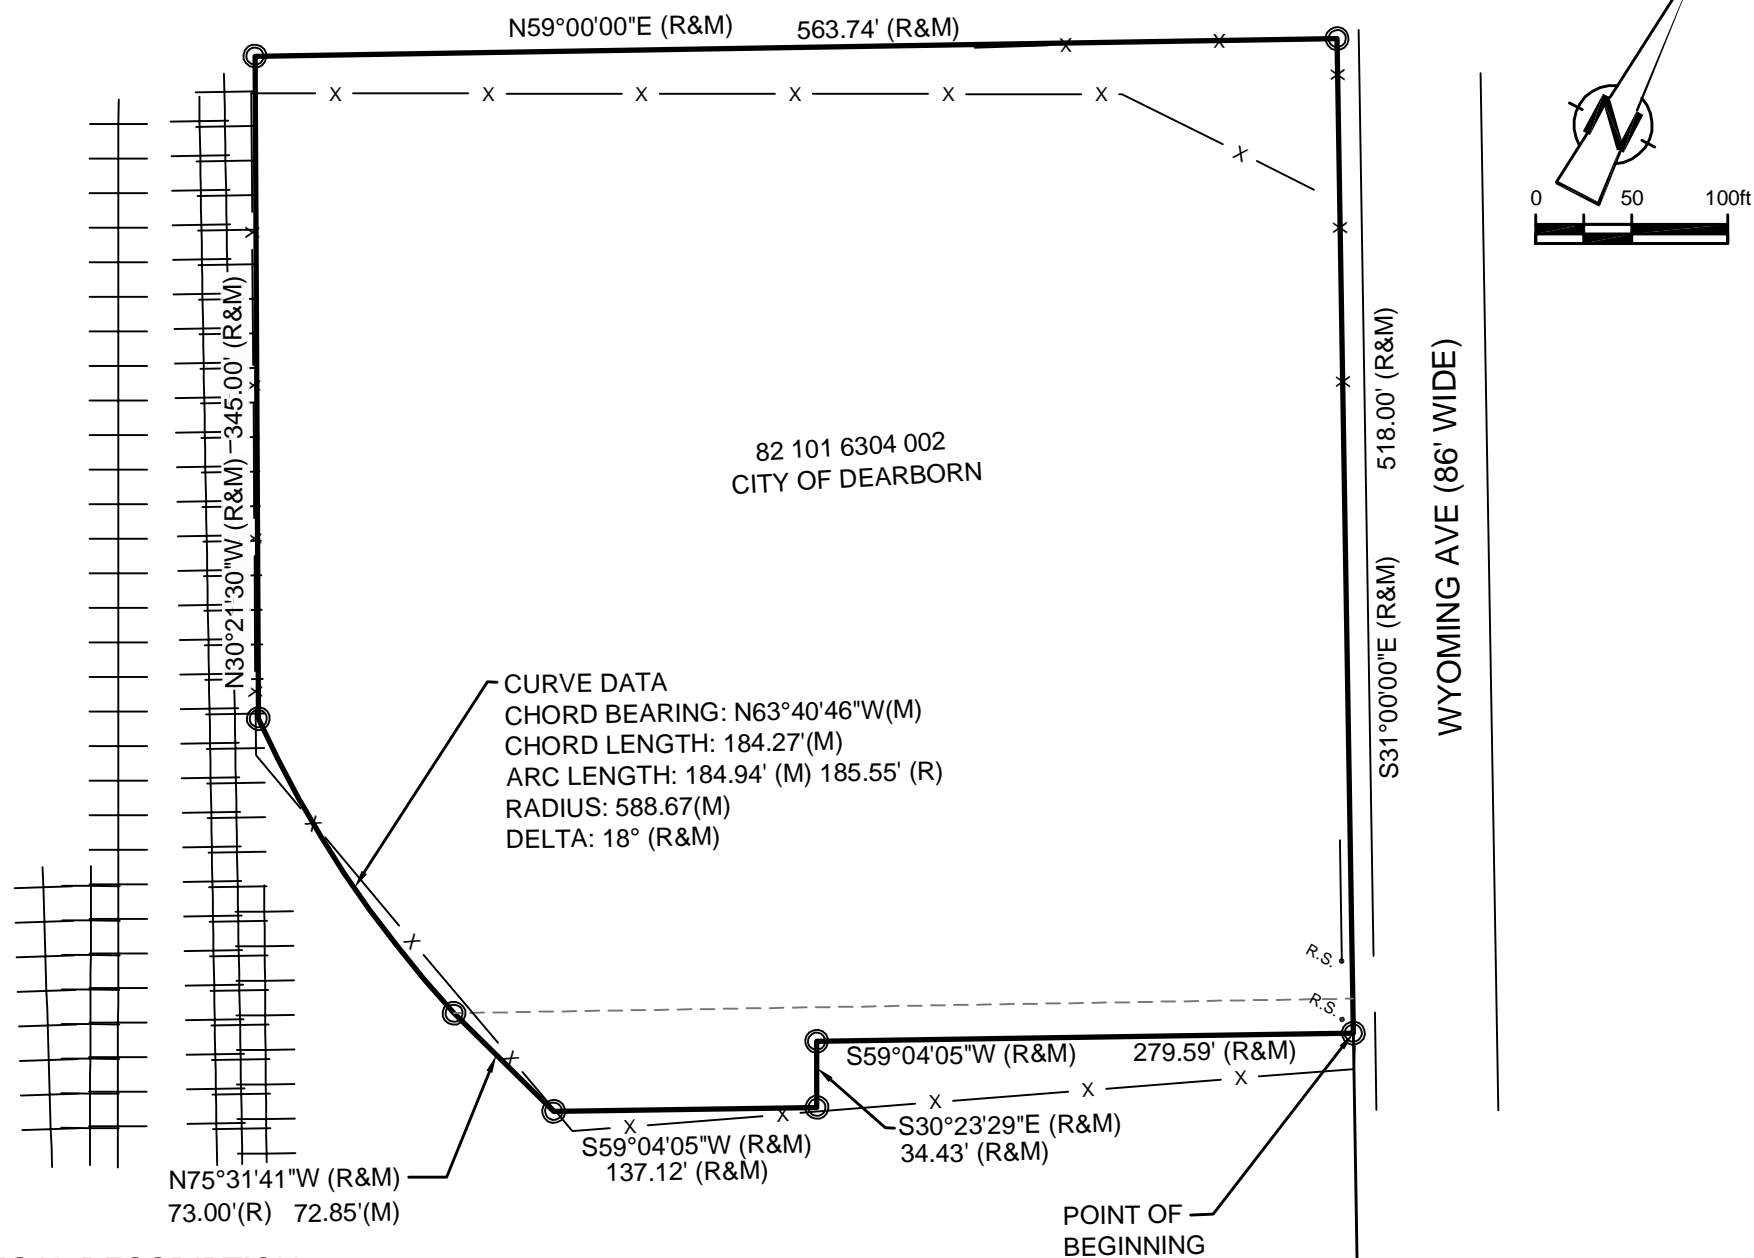 N59°00'00"E (R&M) 563.74' (R&M)
X X
X X X X X X
X
N
0 50 100ft
N30°21'30"W (R&M) 345.00' (R&M)
82 101 6304 002
CITY OF DEARBORN
518.00' (R&M)
S31°00'00"E (R&M)
WYOMING AVE (86' WIDE)
CURVE DATA
CHORD BEARING: N63°40'46"W(M)
CHORD LENGTH: 184.27'(M)
ARC LENGTH: 184.94' (M) 185.55' (R)
RADIUS: 588.67(M)
DELTA: 18° (R&M)
R.S.
R.S.
S59°04'05"W (R&M) 279.59' (R&M)
X X X X X
S30°23'29"E (R&M)
34.43' (R&M)
S59°04'05"W (R&M)
137.12' (R&M)
N75°31'41"W (R&M)
73.00'(R) 72.85'(M)
POINT OF
BEGINNING